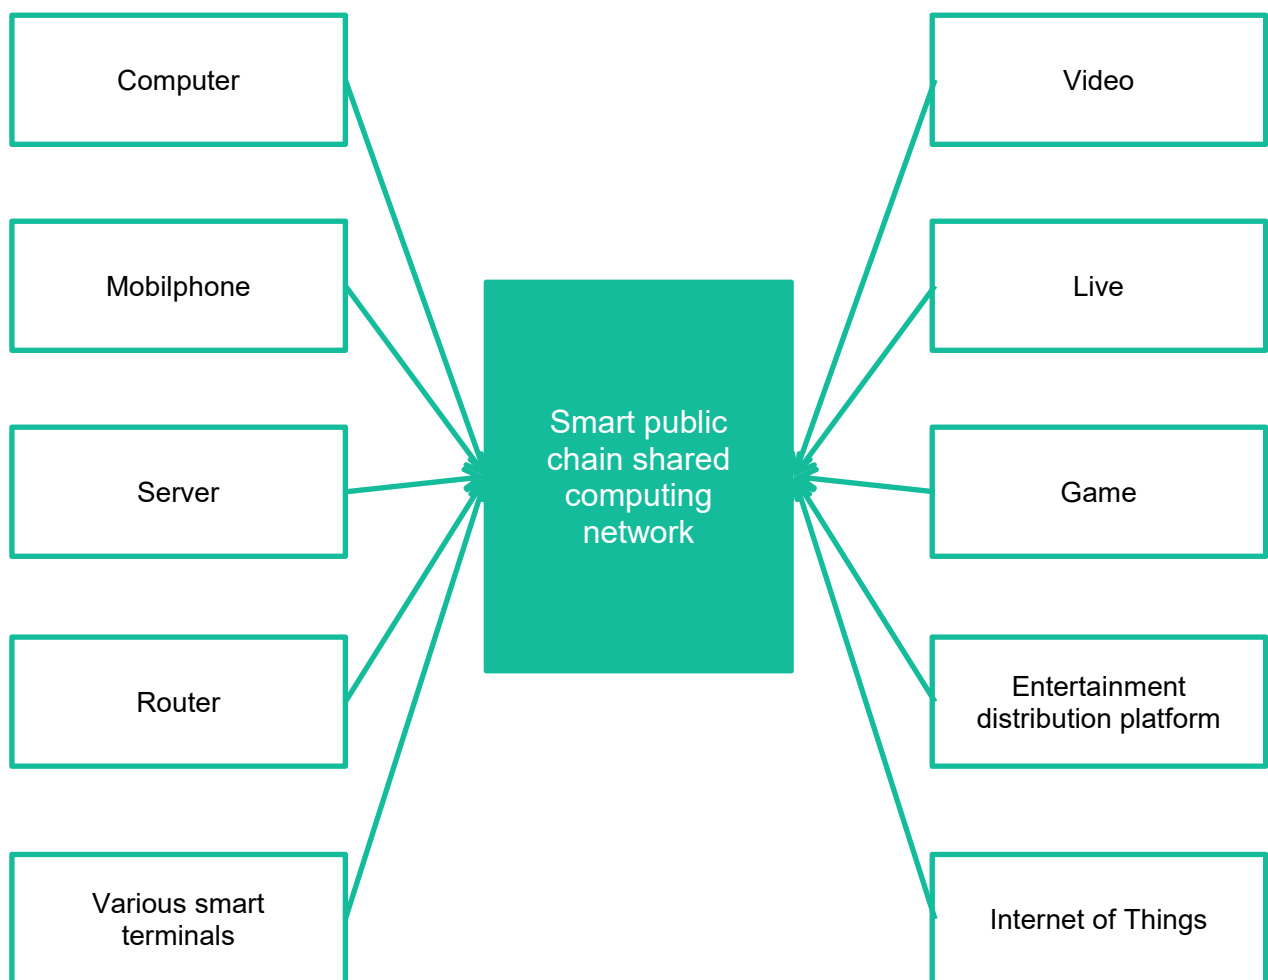 Computer
Mobilphone
Server
Router
Various smart
terminals
Smart public
chain shared
computing
network
Video
Live
Game
Entertainment
distribution platform
Internet of Things